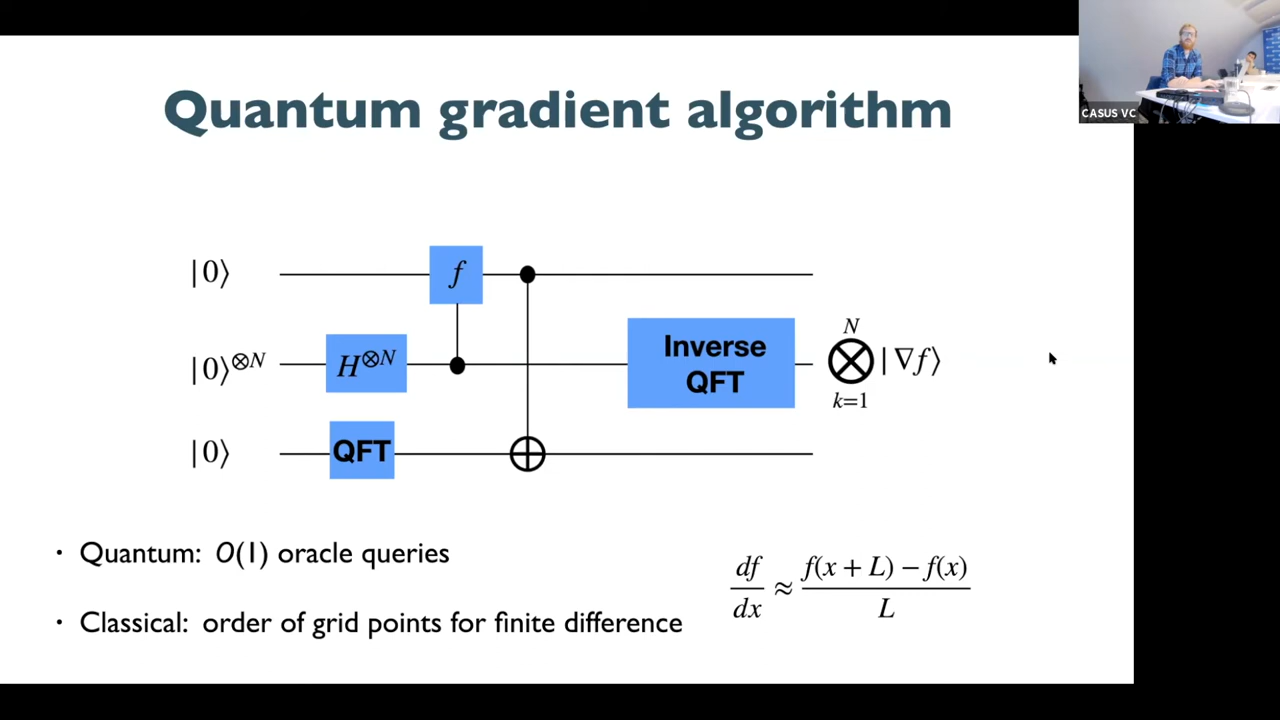 Quantum gradient algorithm
CASUS VC
|0⟩
f
|0⟩⊗N
H⊗N
Inverse
QFT
N
⨂|∇f⟩
k=1
|0⟩
QFT
· Quantum: O(1) oracle queries
· Classical: order of grid points for finite difference
df/dx ≈ f(x + L) − f(x)/L